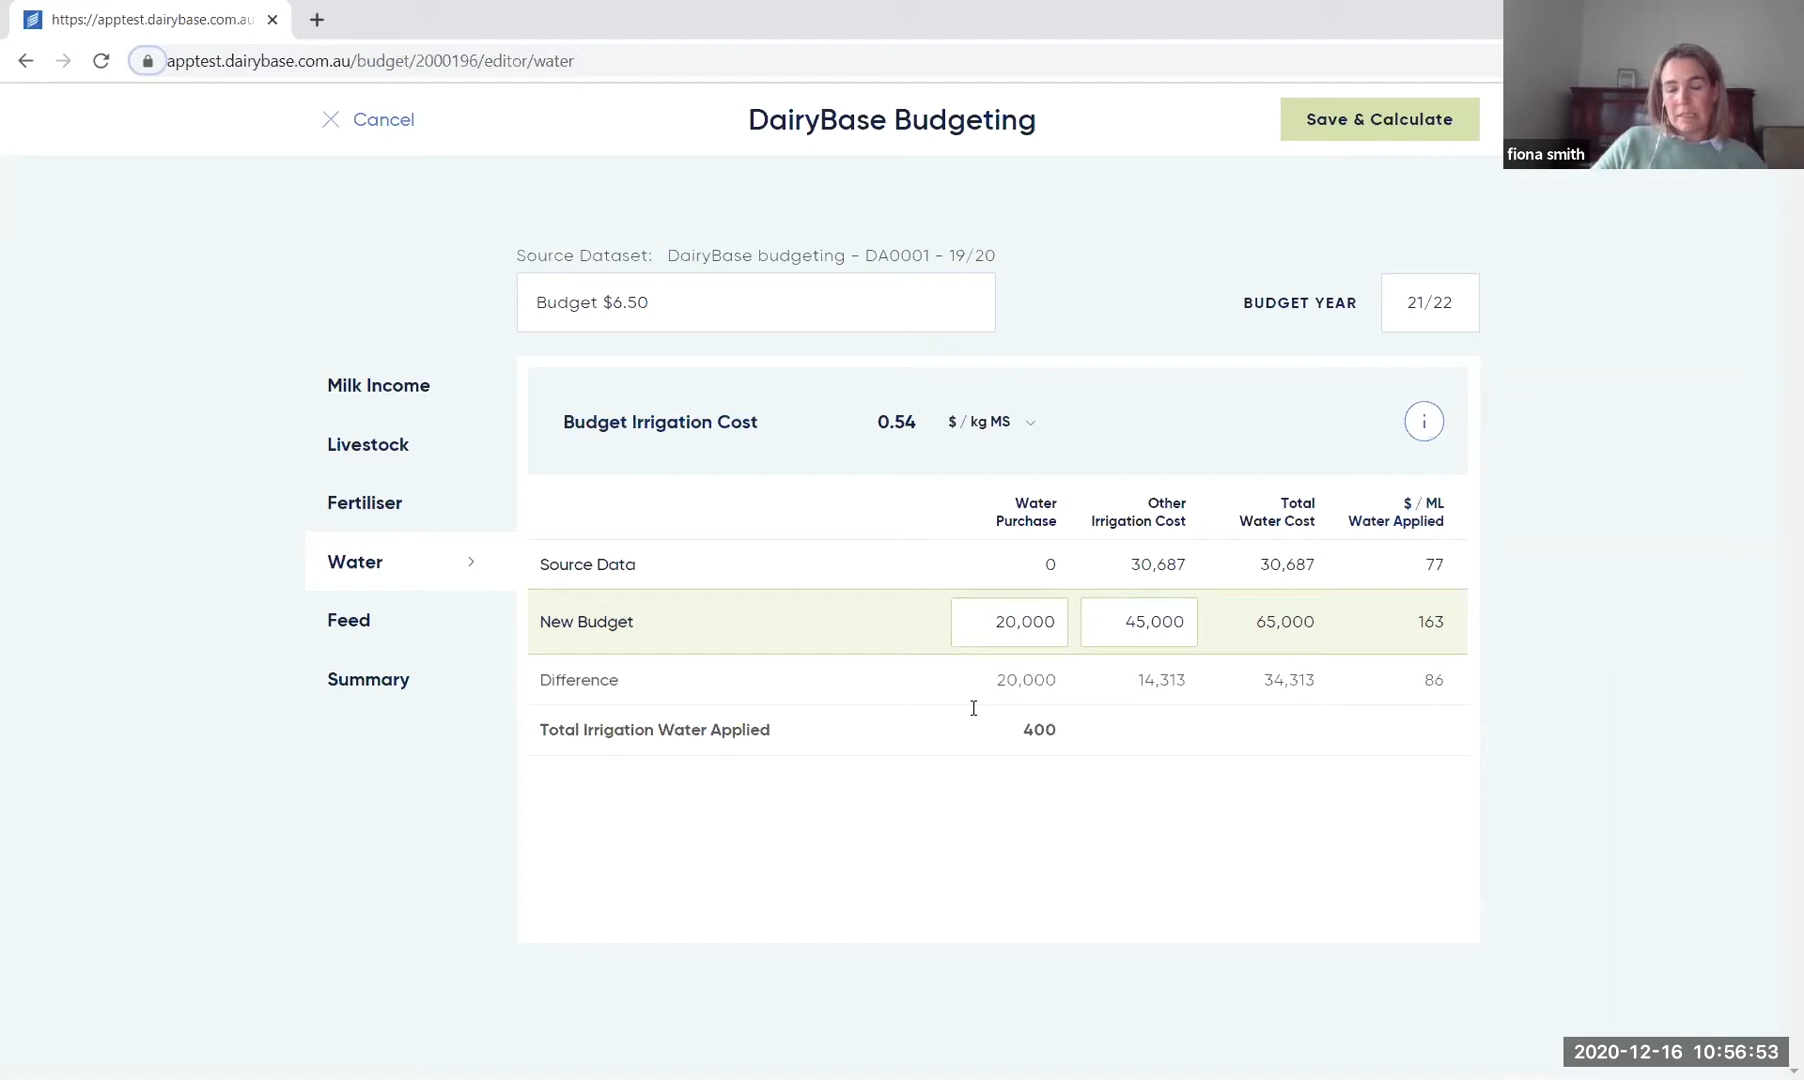 https://apptest.dairybase.com.au
apptest.dairybase.com.au/budget/2000196/editor/water
Cancel
DairyBase Budgeting
Save & Calculate
fiona smith
Source Dataset: DairyBase budgeting - DA0001 - 19/20
Budget $6.50
BUDGET YEAR
21/22
Milk Income
Livestock
Fertiliser
Water
Feed
Summary
Budget Irrigation Cost 0.54 $ / kg MS
i
Water Purchase
Other Irrigation Cost
Total Water Cost
$ / ML Water Applied
Source Data 0 30,687 30,687 77
New Budget 20,000 45,000 65,000 163
Difference 20,000 14,313 34,313 86
Total Irrigation Water Applied 400
2020-12-16 10:56:53